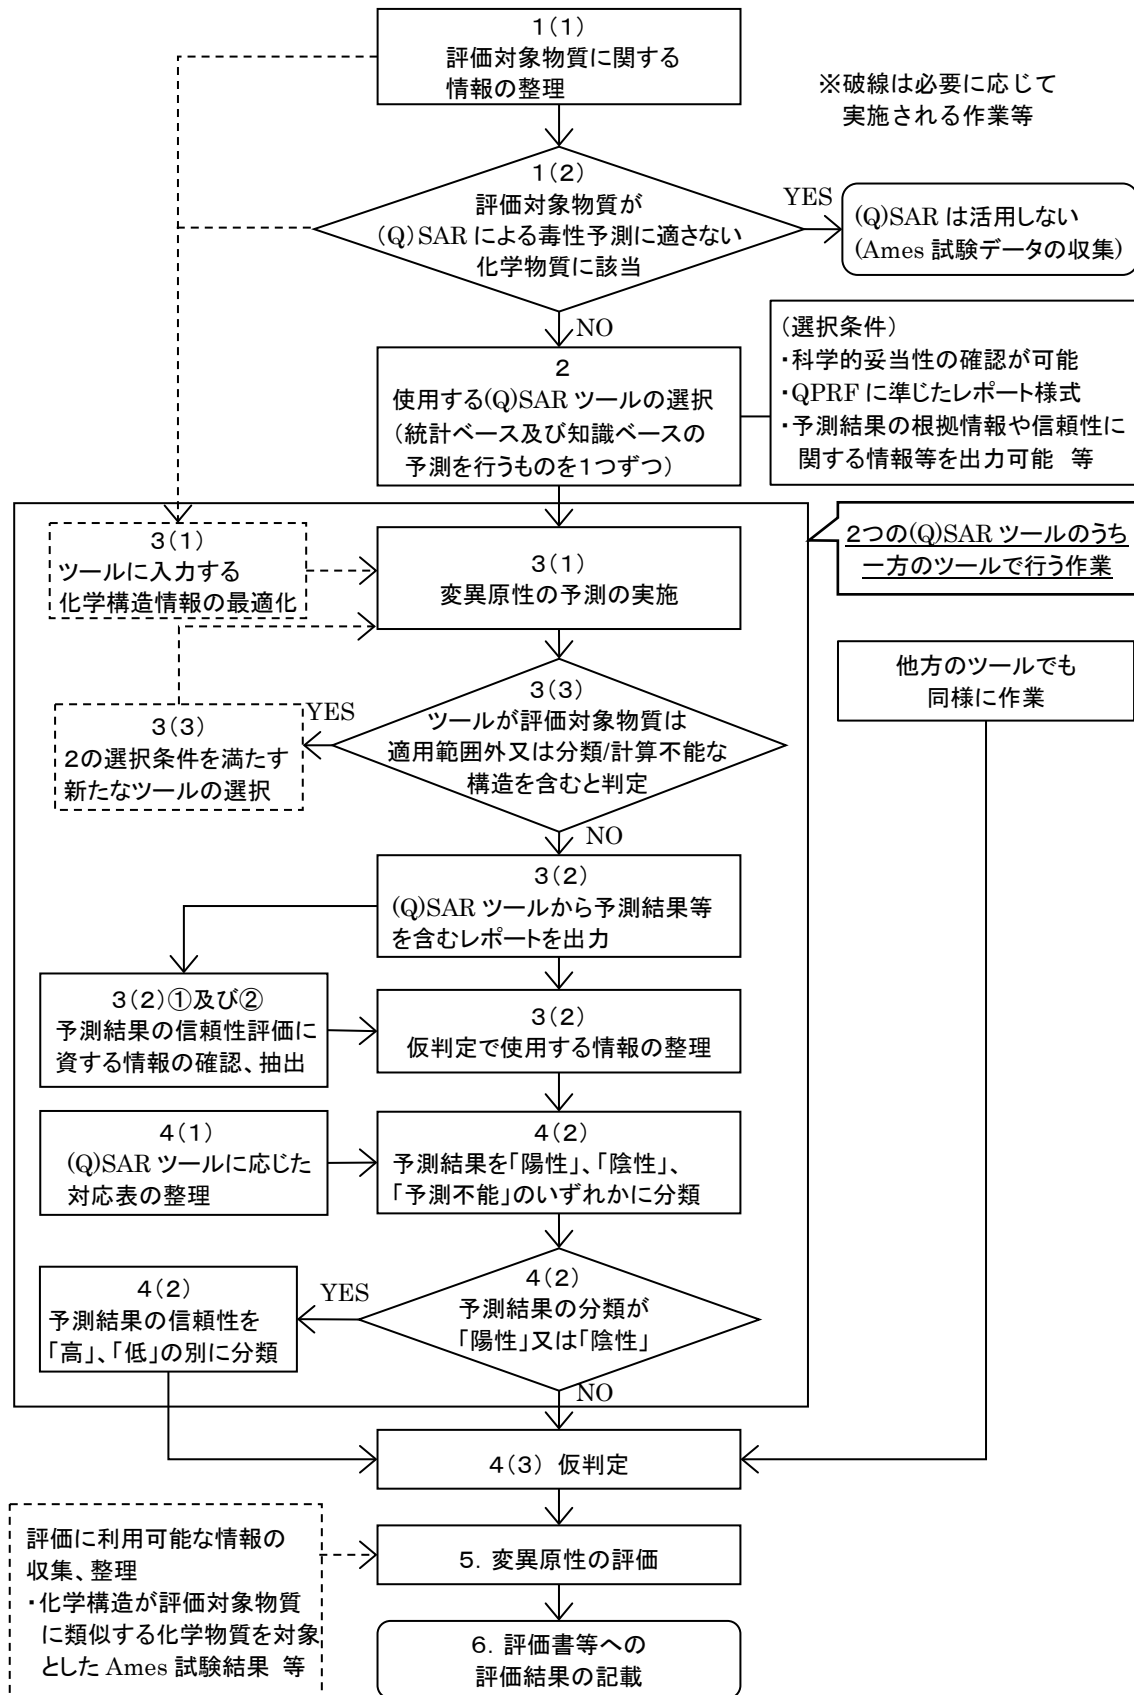 1(1)
評価対象物質に関する
情報の整理
※破線は必要に応じて
実施される作業等
1(2)
評価対象物質が
(Q)SARによる毒性予測に適さない
化学物質に該当
YES
(Q)SARは活用しない
(Ames 試験データの収集)
NO
2
使用する(Q)SARツールの選択
(統計ベース及び知識ベースの
予測を行うものを1つずつ)
(選択条件)
・科学的妥当性の確認が可能
・QPRFに準じたレポート様式
・予測結果の根拠情報や信頼性に
関する情報等を出力可能 等
3(1)
ツールに入力する
化学構造情報の最適化
3(1)
変異原性の予測の実施
2つの(Q)SARツールのうち
一方のツールで行う作業
他方のツールでも
同様に作業
3(3)
ツールが評価対象物質は
適用範囲外又は分類/計算不能な
構造を含むと判定
YES
3(3)
2の選択条件を満たす
新たなツールの選択
NO
3(2)
(Q)SARツールから予測結果等
を含むレポートを出力
3(2)①及び②
予測結果の信頼性評価に
資する情報の確認、抽出
3(2)
仮判定で使用する情報の整理
4(1)
(Q)SARツールに応じた
対応表の整理
4(2)
予測結果を「陽性」、「陰性」、
「予測不能」のいずれかに分類
4(2)
予測結果の分類が
「陽性」又は「陰性」
YES
4(2)
予測結果の信頼性を
「高」、「低」の別に分類
NO
4(3) 仮判定
評価に利用可能な情報の
収集、整理
・化学構造が評価対象物質
に類似する化学物質を対象
とした Ames 試験結果 等
5. 変異原性の評価
6. 評価書等への
評価結果の記載